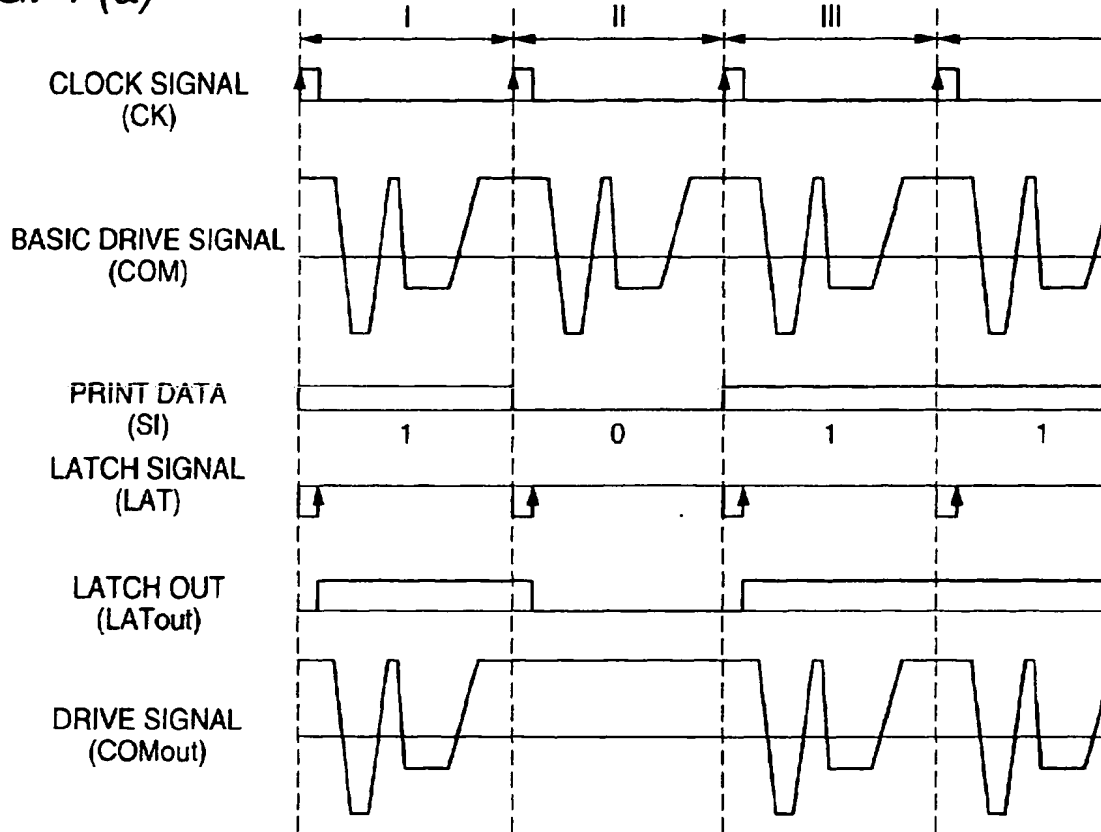 (a)
I II III
CLOCK SIGNAL
(CK)
BASIC DRIVE SIGNAL
(COM)
PRINT DATA
(SI)
1 0 1 1
LATCH SIGNAL
(LAT)
LATCH OUT
(LATout)
DRIVE SIGNAL
(COMout)